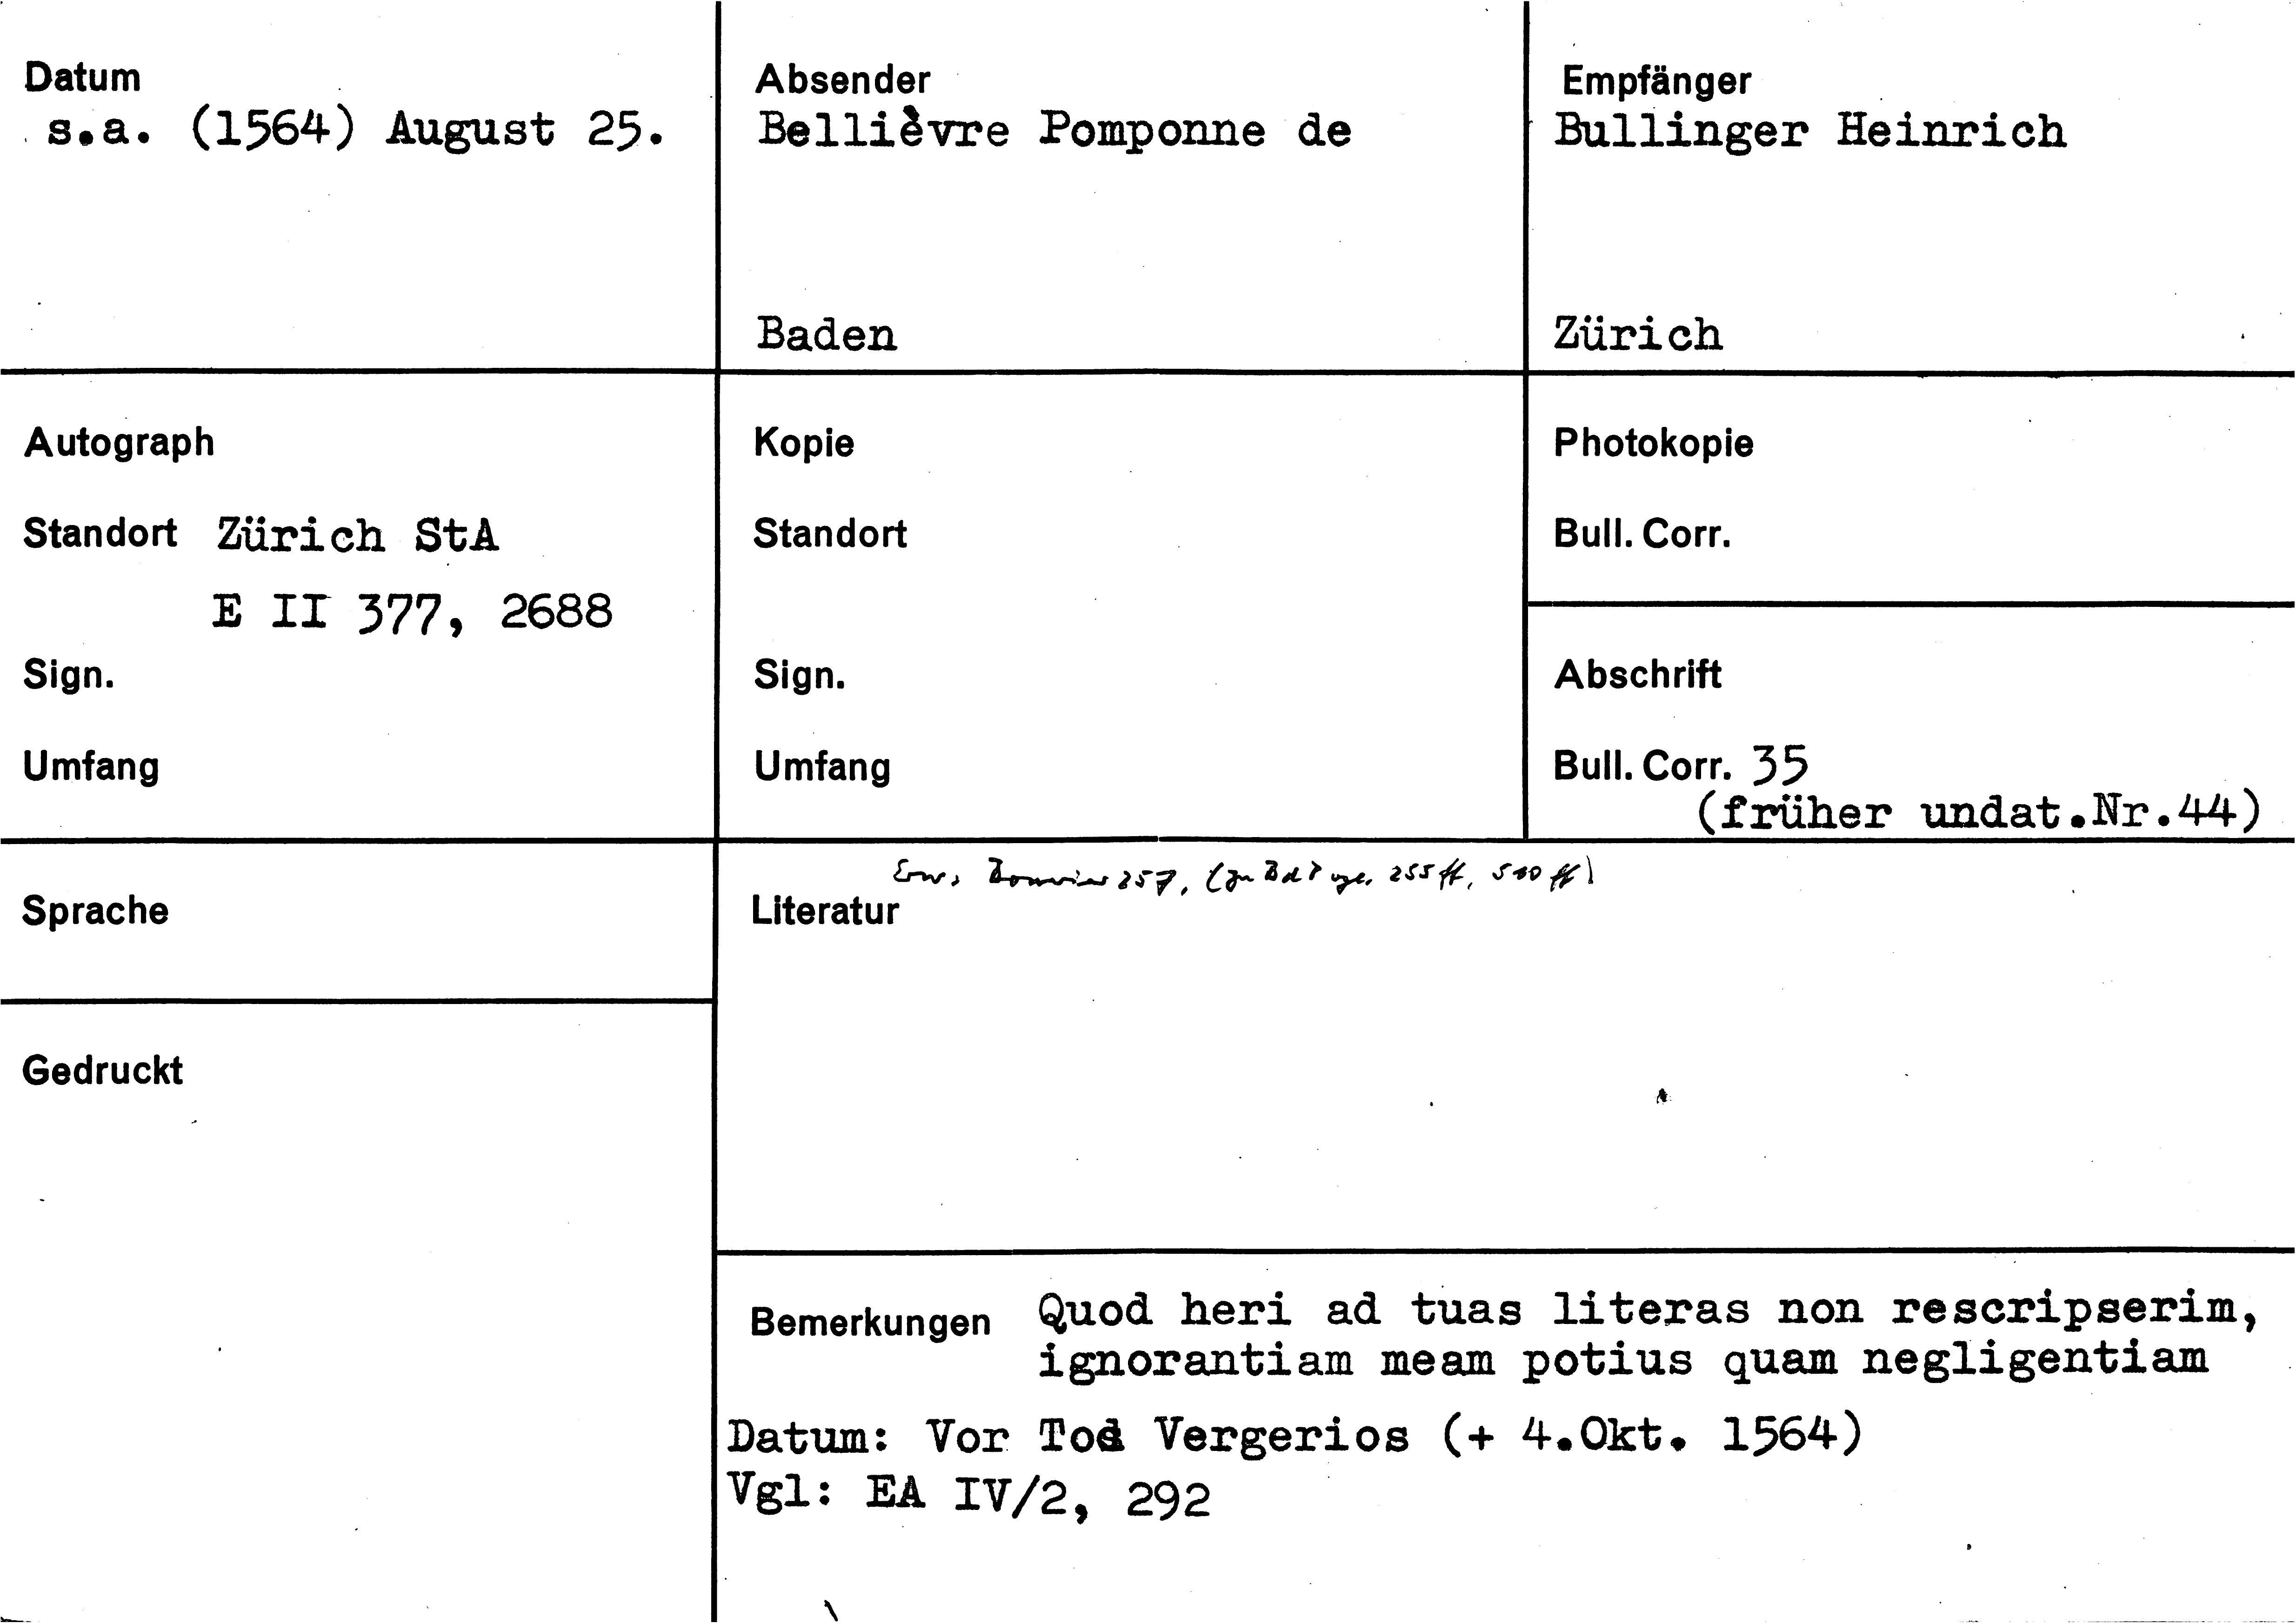 Datum
s.a. (1564) August 25.
Absender
Bellièvre Pomponne de
Baden
Empfänger
Bullinger Heinrich
Zürich
Autograph
Standort Zürich StA
E II 377, 2688
Sign.
Umfang
Kopie
Standort
Sign.
Umfang
Photokopie
Bull. Corr.
Abschrift
Bull. Corr. 35
(früher undat.Nr.44)
Sprache
Gedruckt
257, 255 ff, 510 ff)
Literatur
Bemerkungen Quod heri ad tuas literas non rescripserim,
ignorantiam meam potius quam negligentiam
Datum: Vor Tod Vergerios (+ 4.Okt. 1564)
Vgl: EA IV/2, 292